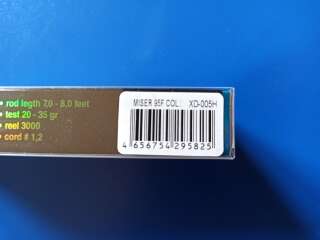 • rod legth 7,0 - 8,0 feet
• test 20 - 35 gr
• reel 3000
• cord # 1,2
MISER 95F COL.: XD-005H
4 656754 295825